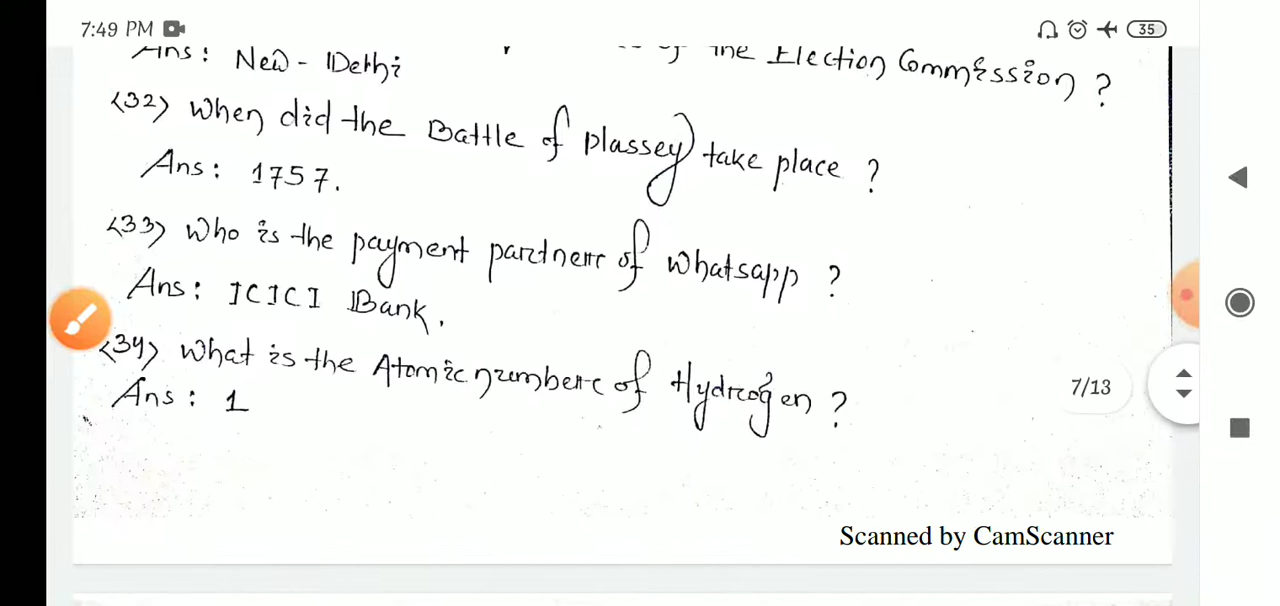 7:49 PM
35
of the Election Commission ?
Ans : New - Delhi
<32> When did the Battle of plassey take place ?
Ans : 1757.
<33> Who is the payment partner of Whatsapp ?
Ans : ICICI Bank.
<34> What is the Atomic number of Hydrogen ?
Ans : 1
7/13
Scanned by CamScanner